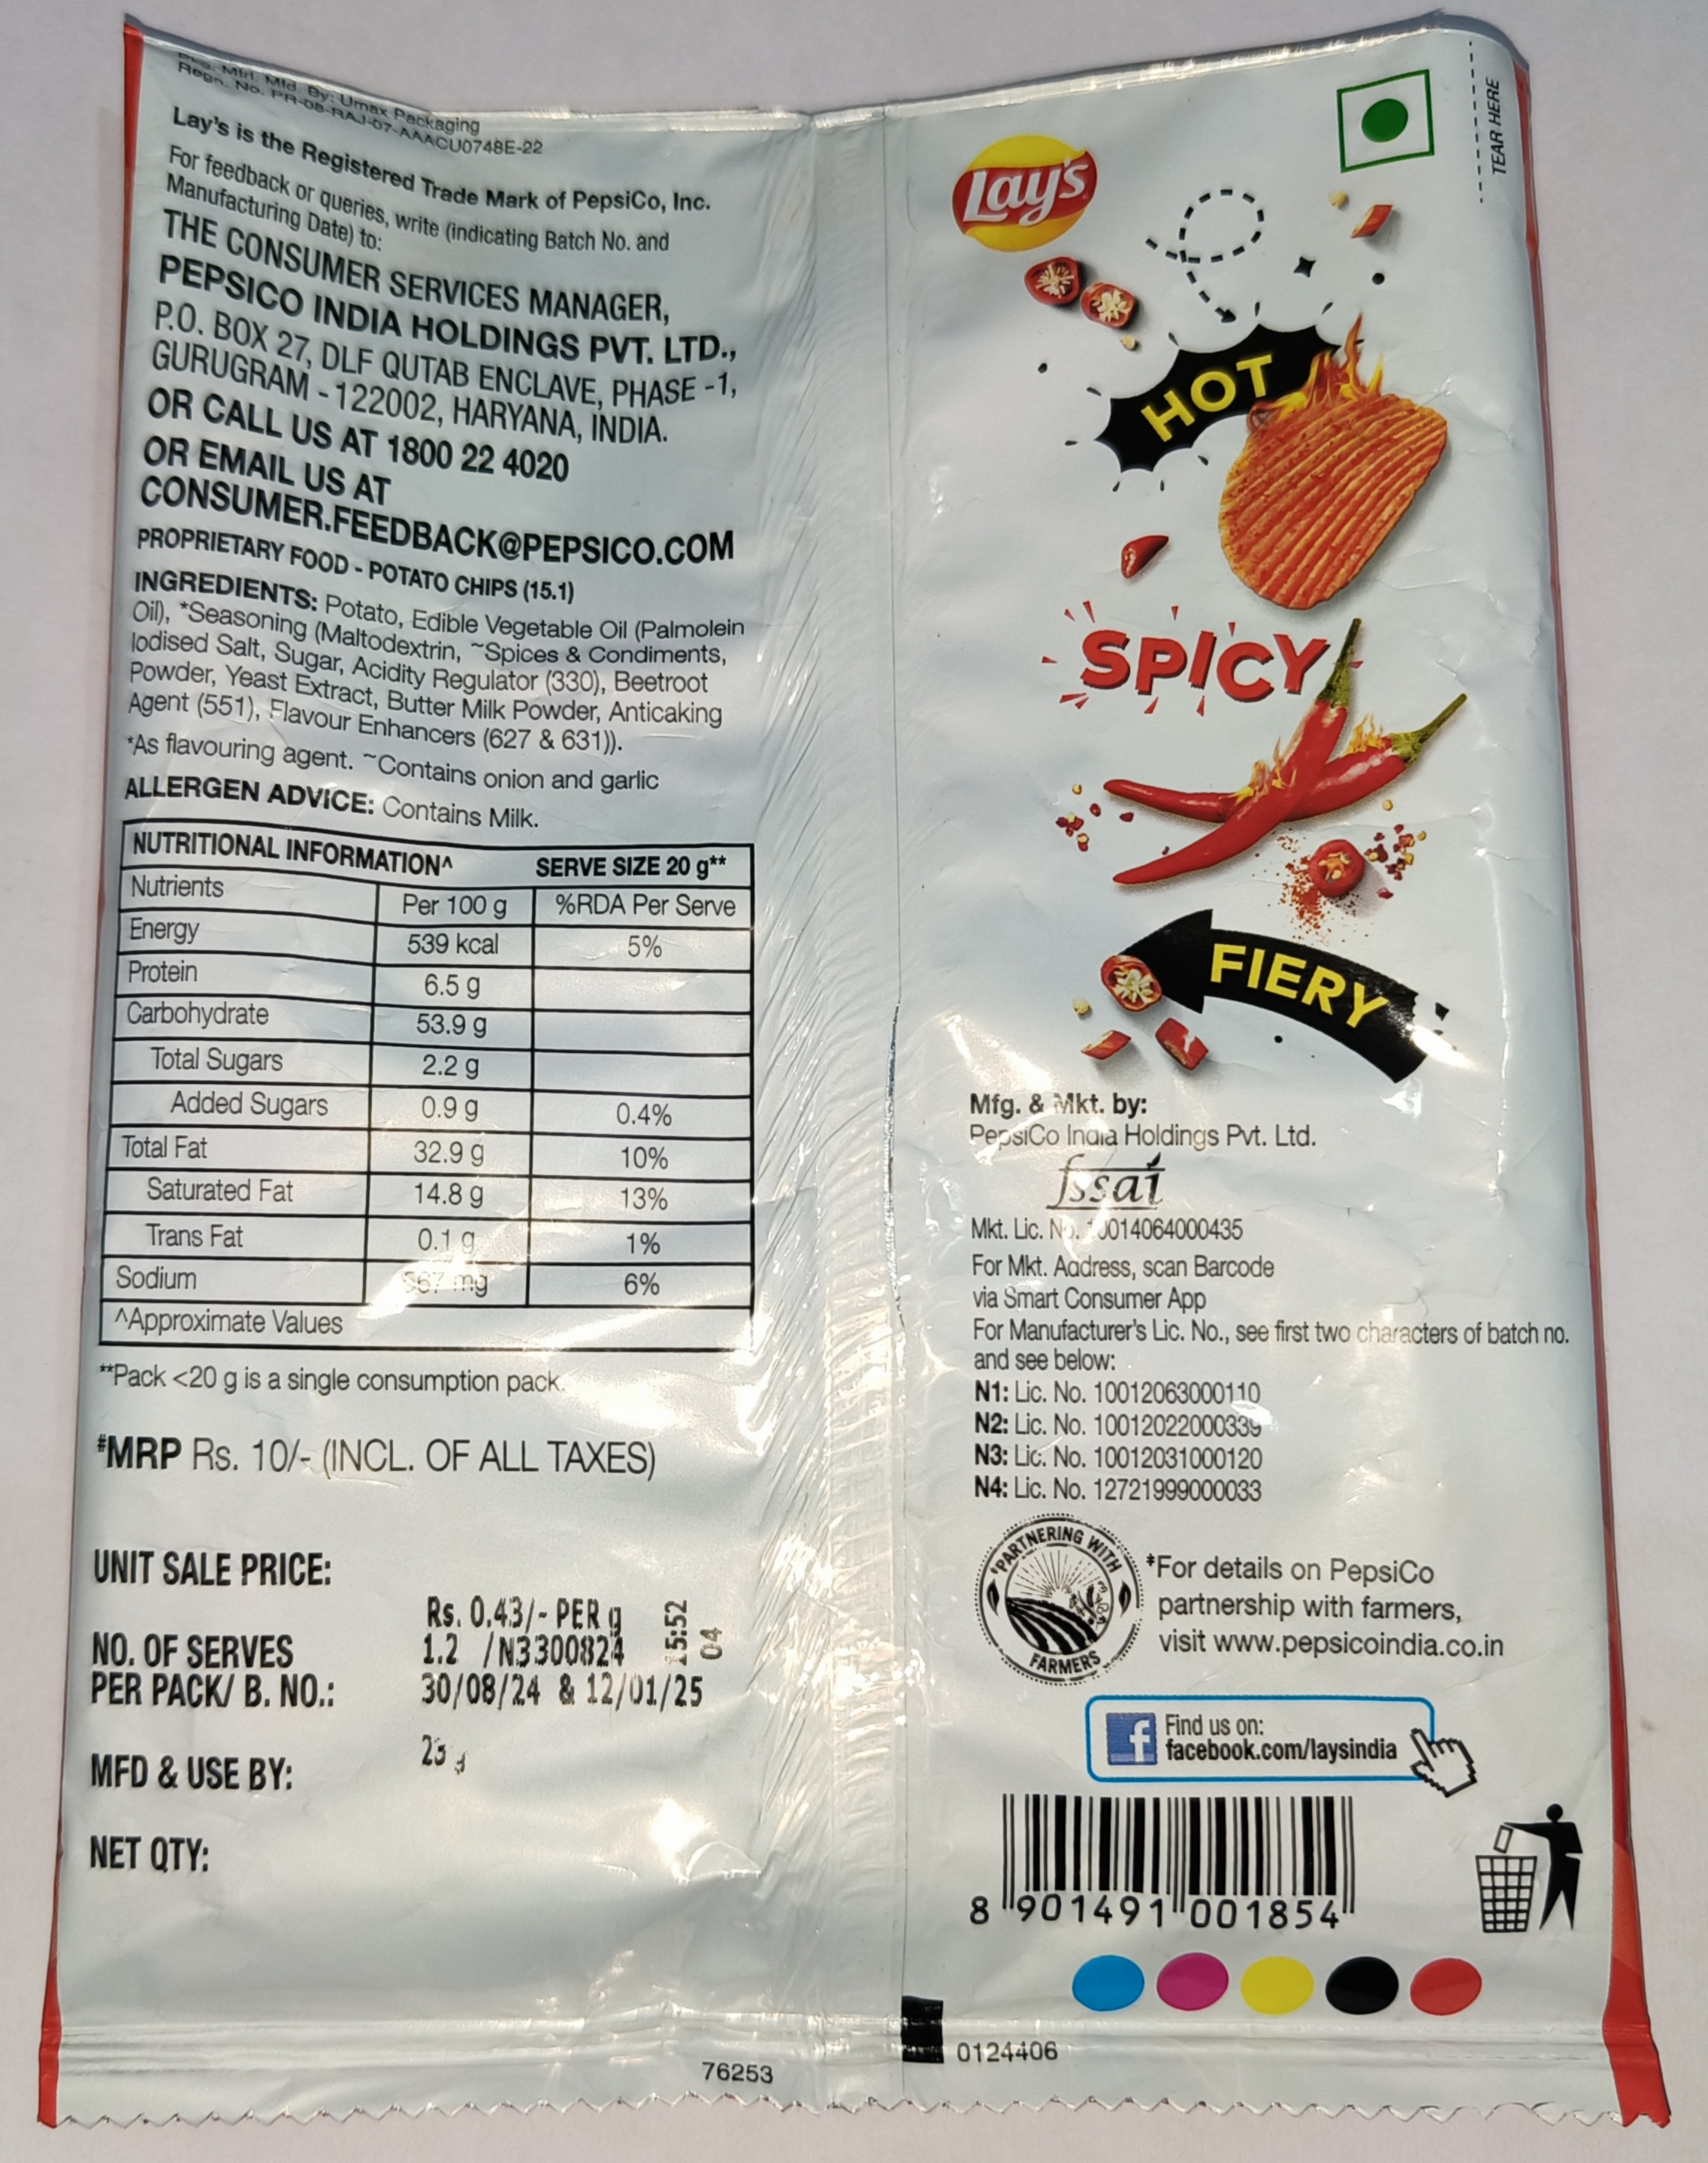 Pkg. Mtrl. Mfd. By: Umax Packaging
Regn. No. PR-08-RAJ-07-AAACU0748E-22
Lay's is the Registered Trade Mark of PepsiCo, Inc.
For feedback or queries, write (indicating Batch No. and
Manufacturing Date) to:
THE CONSUMER SERVICES MANAGER,
PEPSICO INDIA HOLDINGS PVT. LTD.,
P.O. BOX 27, DLF QUTAB ENCLAVE, PHASE -1,
GURUGRAM - 122002, HARYANA, INDIA.
OR CALL US AT 1800 22 4020
OR EMAIL US AT
CONSUMER.FEEDBACK@PEPSICO.COM
PROPRIETARY FOOD - POTATO CHIPS (15.1)
INGREDIENTS: Potato, Edible Vegetable Oil (Palmolein
Oil), *Seasoning (Maltodextrin, ~Spices & Condiments,
Iodised Salt, Sugar, Acidity Regulator (330), Beetroot
Powder, Yeast Extract, Butter Milk Powder, Anticaking
Agent (551), Flavour Enhancers (627 & 631)).
*As flavouring agent. ~Contains onion and garlic
ALLERGEN ADVICE: Contains Milk.
NUTRITIONAL INFORMATION^ SERVE SIZE 20 g**
Nutrients Per 100 g %RDA Per Serve
Energy 539 kcal 5%
Protein 6.5 g
Carbohydrate 53.9 g
Total Sugars 2.2 g
Added Sugars 0.9 g 0.4%
Total Fat 32.9 g 10%
Saturated Fat 14.8 g 13%
Trans Fat 0.1 g 1%
Sodium 567 mg 6%
^Approximate Values
**Pack <20 g is a single consumption pack.
#MRP Rs. 10/- (INCL. OF ALL TAXES)
UNIT SALE PRICE:
Rs. 0.43/- PER g
NO. OF SERVES
1.2 /N3300824
15:52
04
PER PACK/ B. NO.:
30/08/24 & 12/01/25
MFD & USE BY:
23 g
NET QTY:
76253
TEAR HERE
Lay's
HOT
SPICY
FIERY
Mfg. & Mkt. by:
PepsiCo India Holdings Pvt. Ltd.
fssai
Mkt. Lic. No. 10014064000435
For Mkt. Address, scan Barcode
via Smart Consumer App
For Manufacturer's Lic. No., see first two characters of batch no.
and see below:
N1: Lic. No. 10012063000110
N2: Lic. No. 10012022000339
N3: Lic. No. 10012031000120
N4: Lic. No. 12721999000033
‡PARTNERING WITH
FARMERS
‡For details on PepsiCo
partnership with farmers,
visit www.pepsicoindia.co.in
f
Find us on:
facebook.com/laysindia
8 901491 001854
0124406